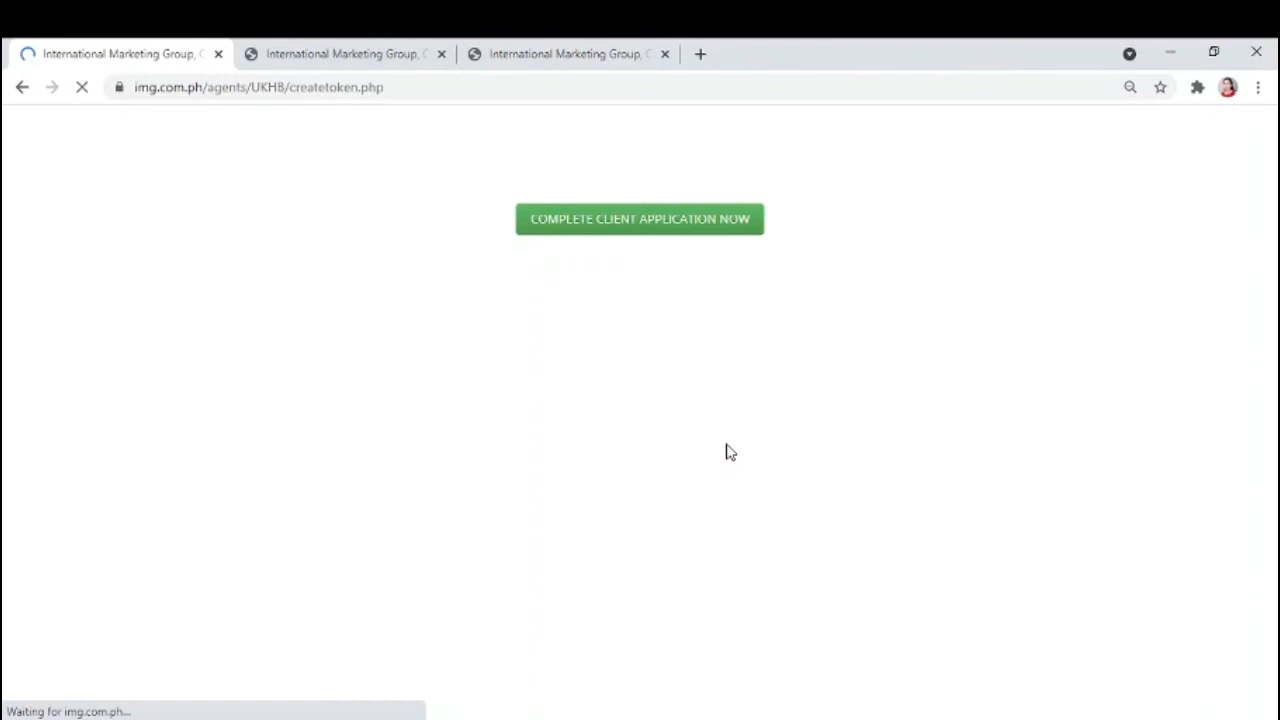 International Marketing Group, C
International Marketing Group, C
International Marketing Group, C
img.com.ph/agents/UKHB/createtoken.php
COMPLETE CLIENT APPLICATION NOW
Waiting for img.com.ph...